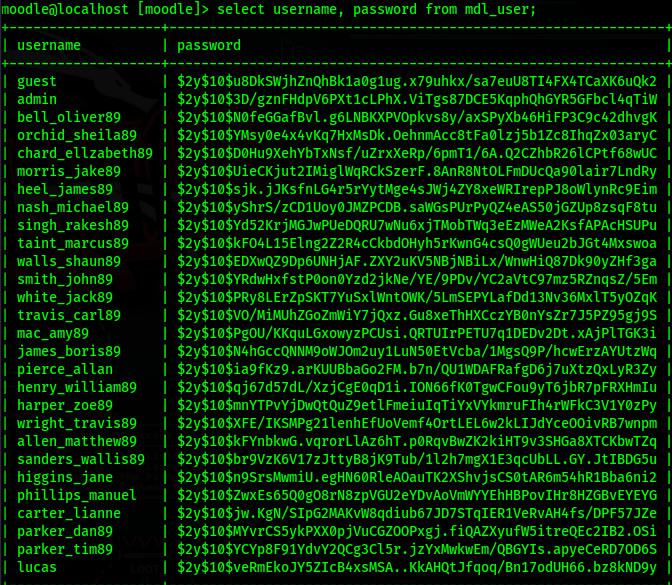 moodle@localhost [moodle]> select username, password from mdl_user;
| username | password |
| guest | $2y$10$u8DkSWjhZnQhBk1a0g1ug.x79uhkx/sa7euU8TI4FX4TCaXK6uQk2 |
| admin | $2y$10$3D/gznFHdpV6PXt1cLPhX.ViTgs87DCE5KqphQhGYR5GFbcl4qTiW |
| bell_oliver89 | $2y$10$N0feGGafBvl.g6LNBKXPVOpkvs8y/axSPyXb46HiFP3C9c42dhvgK |
| orchid_sheila89 | $2y$10$YMsy0e4x4vKq7HxMsDk.OehnmAcc8tFa0lzj5b1Zc8IhqZx03aryC |
| chard_ellzabeth89 | $2y$10$D0Hu9XehYbTxNsf/uZrxXeRp/6pmT1/6A.Q2CZhbR26lCPtf68wUC |
| morris_jake89 | $2y$10$UieCKjut2IMiglWqRCkSzerF.8AnR8NtOLFmDUcQa90lair7LndRy |
| heel_james89 | $2y$10$sjk.jJKsfnLG4r5rYytMge4sJWj4ZY8xeWRIrepPJ8oWlynRc9Eim |
| nash_michael89 | $2y$10$yShrS/zCD1Uoy0JMZPCDB.saWGsPUrPyQZ4eAS50jGZUp8zsqF8tu |
| singh_rakesh89 | $2y$10$Yd52KrjMGJwPUeDQRU7wNu6xjTMobTWq3eEzMWeA2KsfAPAcHSUPu |
| taint_marcus89 | $2y$10$kFO4L15Elng2Z2R4cCkbdOHyh5rKwnG4csQ0gWUeu2bJGt4Mxswoa |
| walls_shaun89 | $2y$10$EDXwQZ9Dp6UNHjAF.ZXY2uKV5NBjNBiLx/WnwHiQ87Dk90yZHf3ga |
| smith_john89 | $2y$10$YRdwHxfstP0on0Yzd2jkNe/YE/9PDv/YC2aVtC97mz5RZnqsZ/5Em |
| white_jack89 | $2y$10$PRy8LErZpSKT7YuSxlWntOWK/5LmSEPYLafDd13Nv36MxlT5yOZqK |
| travis_carl89 | $2y$10$VO/MiMUhZGoZmWiY7jQxz.Gu8xeThHXCczYB0nYsZr7J5PZ95gj9S |
| mac_amy89 | $2y$10$PgOU/KKquLGxowyzPCUsi.QRTUIrPETU7q1DEDv2Dt.xAjPlTGK3i |
| james_boris89 | $2y$10$N4hGccQNNM9oWJOm2uy1LuN50EtVcba/1MgsQ9P/hcwErzAYUtzWq |
| pierce_allan | $2y$10$ia9fKz9.arKUUBbaGo2FM.b7n/QU1WDAFRafgD6j7uXtzQxLyR3Zy |
| henry_william89 | $2y$10$qj67d57dL/XzjCgE0qD1i.ION66fK0TgwCFou9yT6jbR7pFRXHmIu |
| harper_zoe89 | $2y$10$mnYTPvYjDwQtQuZ9etlFmeiuIqTiYxVYkmruFIh4rWFkC3V1Y0zPy |
| wright_travis89 | $2y$10$XFE/IKSMPg21lenhEfUoVemf4OrtLEL6w2kLIJdYceOOivRB7wnpm |
| allen_matthew89 | $2y$10$kFYnbkwG.vqrorLlAz6hT.p0RqvBwZK2kiHT9v3SHGa8XTCKbwTZq |
| sanders_wallis89 | $2y$10$br9VzK6V17zJttyB8jK9Tub/1l2h7mgX1E3qcUbLL.GY.JtIBDG5u |
| higgins_jane | $2y$10$n9SrsMwmiU.egHN60RleAOauTK2XShvjsCS0tAR6m54hR1Bba6ni2 |
| phillips_manuel | $2y$10$ZwxEs65Q0gO8rN8zpVGU2eYDvAoVmWYYEhHBPovIHr8HZGBvEYEYG |
| carter_lianne | $2y$10$jw.KgN/SIpG2MAKvW8qdiub67JD7STqIER1VeRvAH4fs/DPF57JZe |
| parker_dan89 | $2y$10$MYvrCS5ykPXX0pjVuCGZOOPxgj.fiQAZXyufW5itreQEc2IB2.OSi |
| parker_tim89 | $2y$10$YCYp8F91YdvY2QCg3Cl5r.jzYxMwkwEm/QBGYIs.apyeCeRD7OD6S |
| lucas | $2y$10$veRmEkoJY5ZIcB4xsMSA..KkAHQtJfqoq/Bn17odUH66.bz8kND9y |